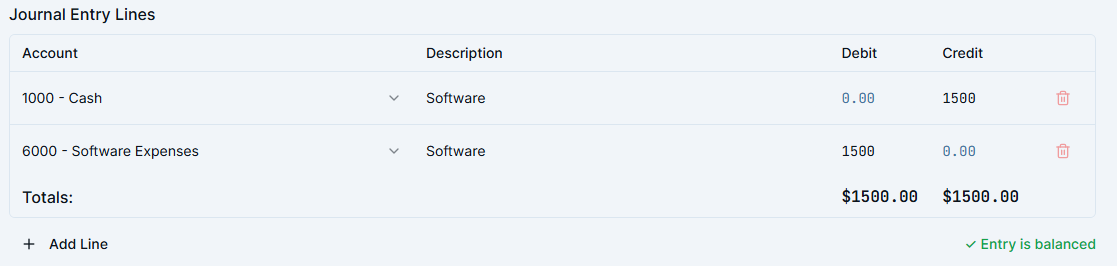 Journal Entry Lines
Account Description Debit Credit
1000 - Cash Software 0.00 1500
6000 - Software Expenses Software 1500 0.00
Totals: $1500.00 $1500.00
+ Add Line ✓ Entry is balanced